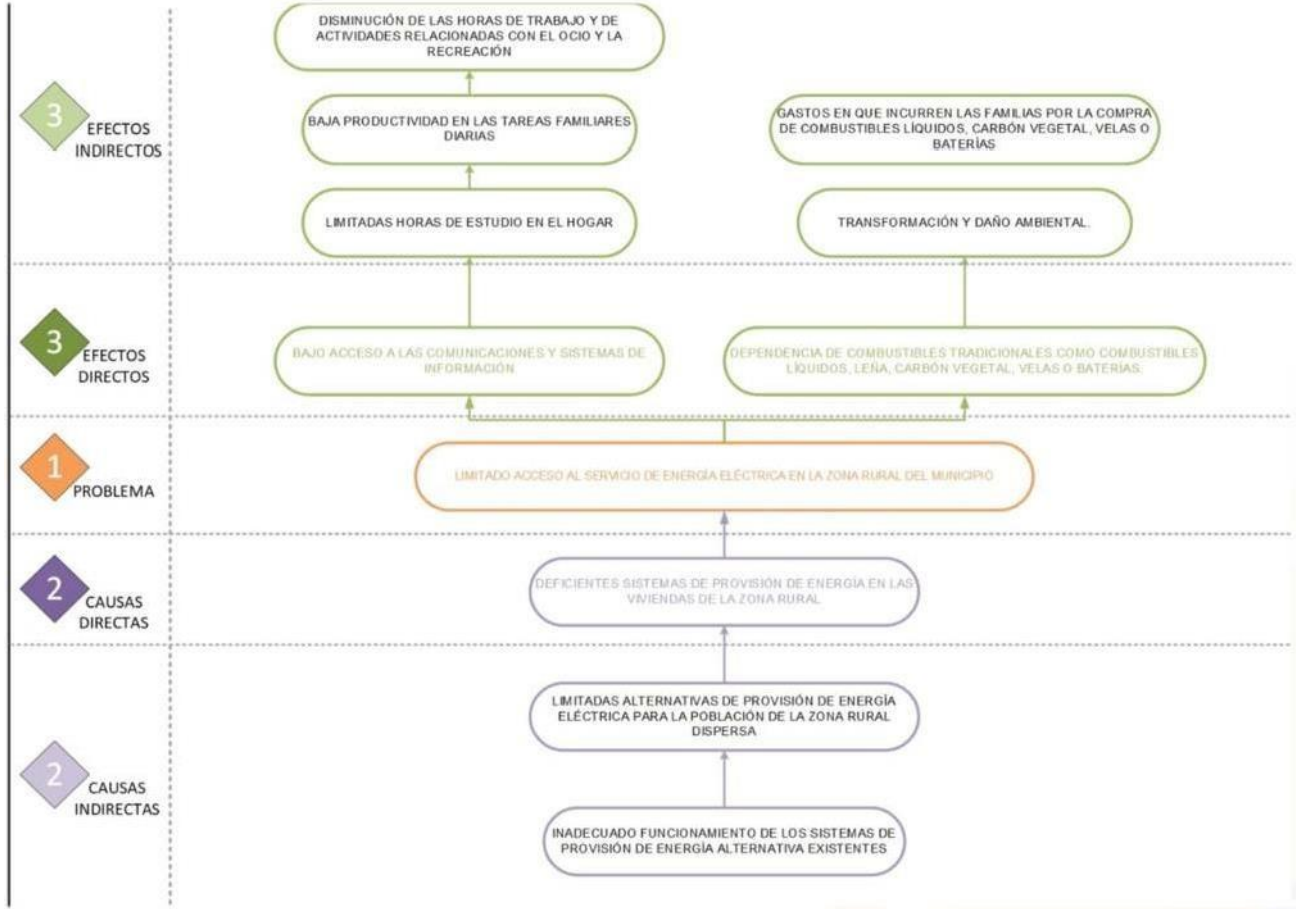 DISMINUCIÓN DE LAS HORAS DE TRABAJO Y DE
ACTIVIDADES RELACIONADAS CON EL OCIO Y LA
RECREACIÓN
3
EFECTOS
INDIRECTOS
BAJA PRODUCTIVIDAD EN LAS TAREAS FAMILIARES
DIARIAS
GASTOS EN QUE INCURREN LAS FAMILIAS POR LA COMPRA
DE COMBUSTIBLES LÍQUIDOS, CARBÓN VEGETAL, VELAS O
BATERÍAS
LIMITADAS HORAS DE ESTUDIO EN EL HOGAR
TRANSFORMACIÓN Y DAÑO AMBIENTAL.
3
EFECTOS
DIRECTOS
BAJO ACCESO A LAS COMUNICACIONES Y SISTEMAS DE
INFORMACIÓN
DEPENDENCIA DE COMBUSTIBLES TRADICIONALES COMO COMBUSTIBLES
LÍQUIDOS, LEÑA, CARBÓN VEGETAL, VELAS O BATERÍAS.
1
PROBLEMA
LIMITADO ACCESO AL SERVICIO DE ENERGÍA ELÉCTRICA EN LA ZONA RURAL DEL MUNICIPIO
2
CAUSAS
DIRECTAS
DEFICIENTES SISTEMAS DE PROVISIÓN DE ENERGÍA EN LAS
VIVIENDAS DE LA ZONA RURAL
2
CAUSAS
INDIRECTAS
LIMITADAS ALTERNATIVAS DE PROVISIÓN DE ENERGÍA
ELÉCTRICA PARA LA POBLACIÓN DE LA ZONA RURAL
DISPERSA
INADECUADO FUNCIONAMIENTO DE LOS SISTEMAS DE
PROVISIÓN DE ENERGÍA ALTERNATIVA EXISTENTES